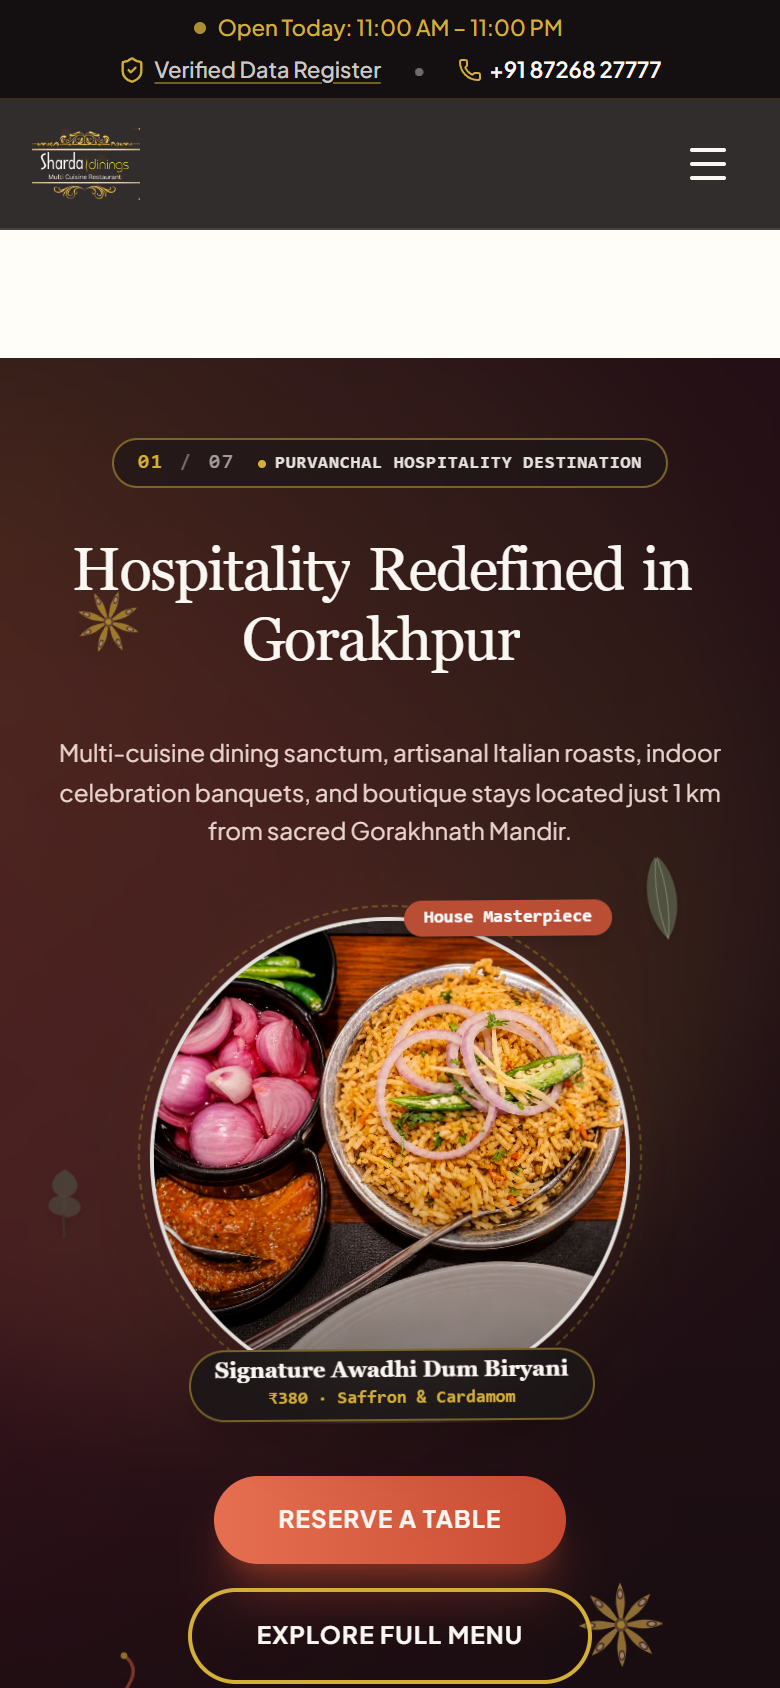 Open Today: 11:00 AM – 11:00 PM
Verified Data Register • +91 87268 27777
Sharda dinings
Multi Cuisine Restaurant
01 / 07 • PURVANCHAL HOSPITALITY DESTINATION
Hospitality Redefined in
Gorakhpur
Multi-cuisine dining sanctum, artisanal Italian roasts, indoor
celebration banquets, and boutique stays located just 1 km
from sacred Gorakhnath Mandir.
House Masterpiece
Signature Awadhi Dum Biryani
₹380 · Saffron & Cardamom
RESERVE A TABLE
EXPLORE FULL MENU